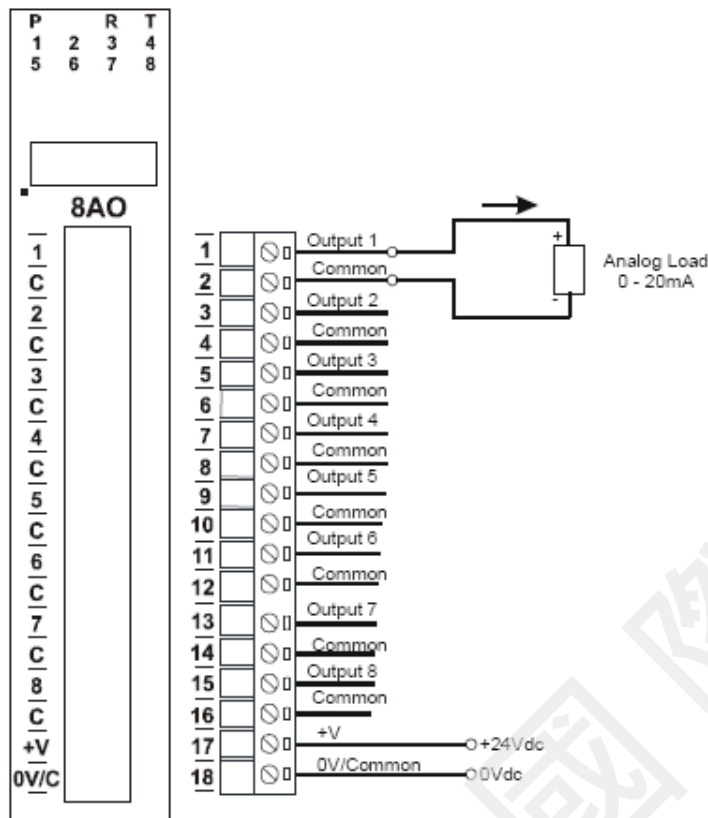 P R T
1 2 3 4
5 6 7 8
8AO
1
C
2
C
3
C
4
C
5
C
6
C
7
C
8
C
+V
0V/C
1 Output 1
2 Common
3 Output 2
4 Common
5 Output 3
6 Common
7 Output 4
8 Common
9 Output 5
10 Common
11 Output 6
12 Common
13 Output 7
14 Common
15 Output 8
16 Common
17 +V +24Vdc
18 0V/Common 0Vdc
+
-
Analog Load
0 - 20mA
國